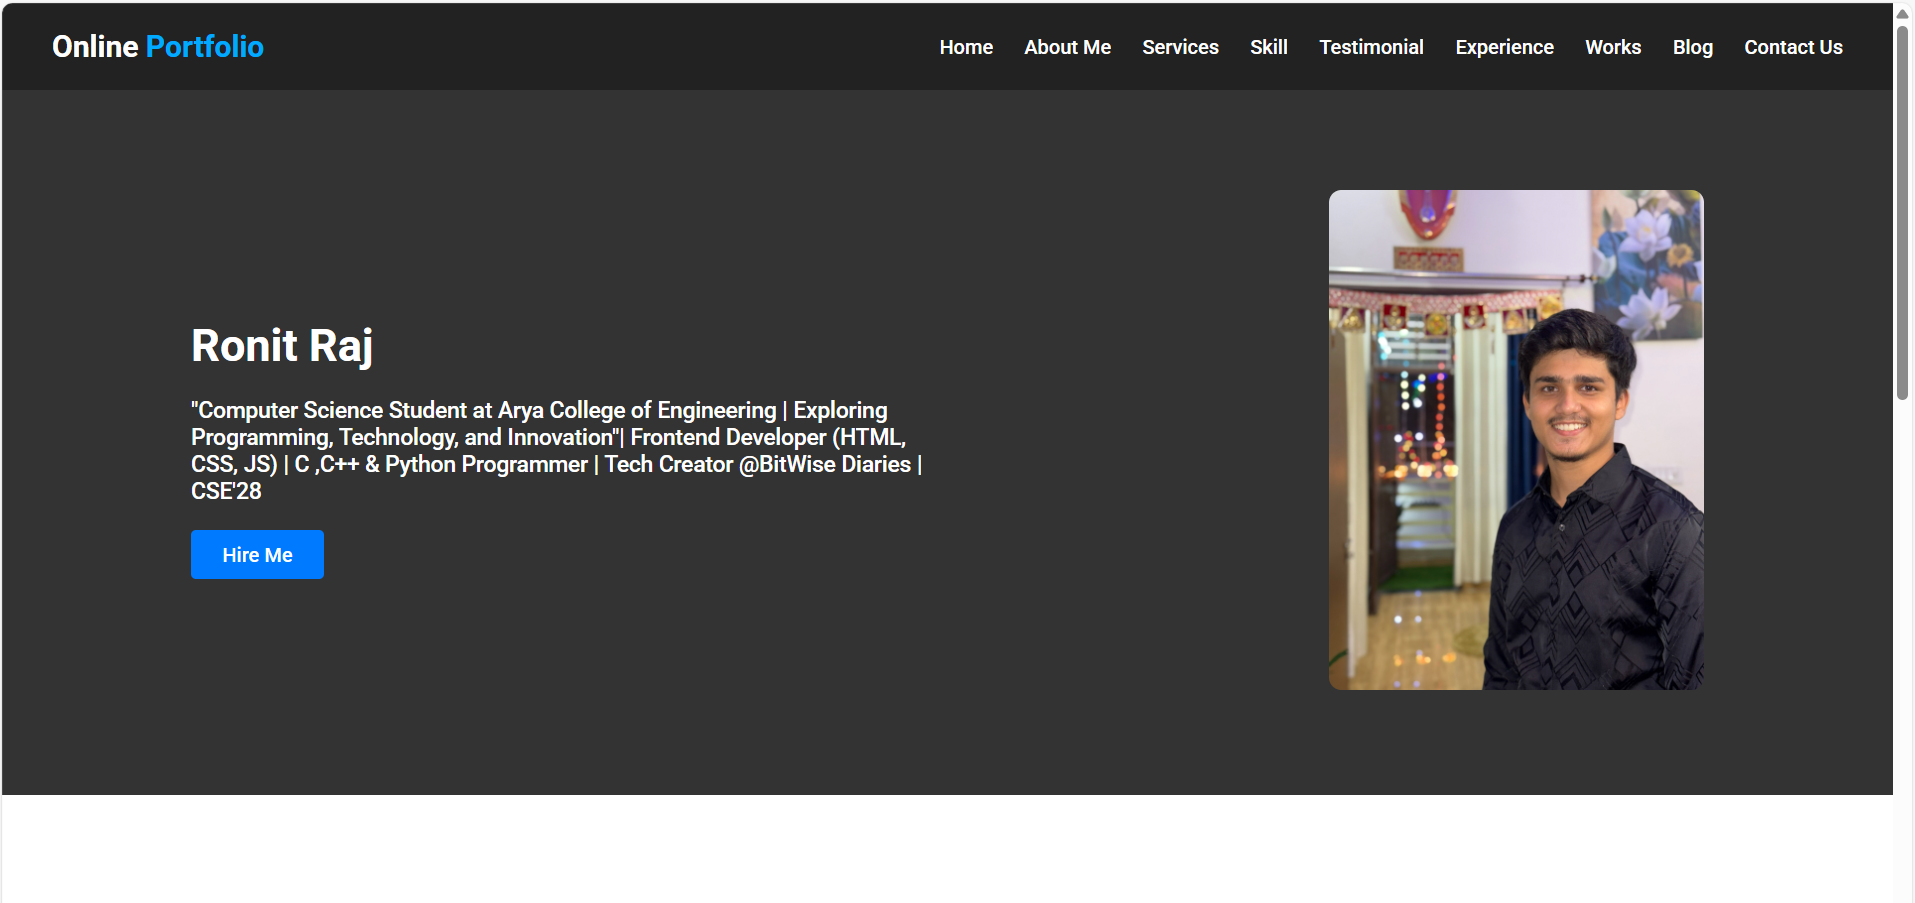 Online Portfolio
Home About Me Services Skill Testimonial Experience Works Blog Contact Us
Ronit Raj
"Computer Science Student at Arya College of Engineering | Exploring
Programming, Technology, and Innovation"| Frontend Developer (HTML,
CSS, JS) | C ,C++ & Python Programmer | Tech Creator @BitWise Diaries |
CSE'28
Hire Me